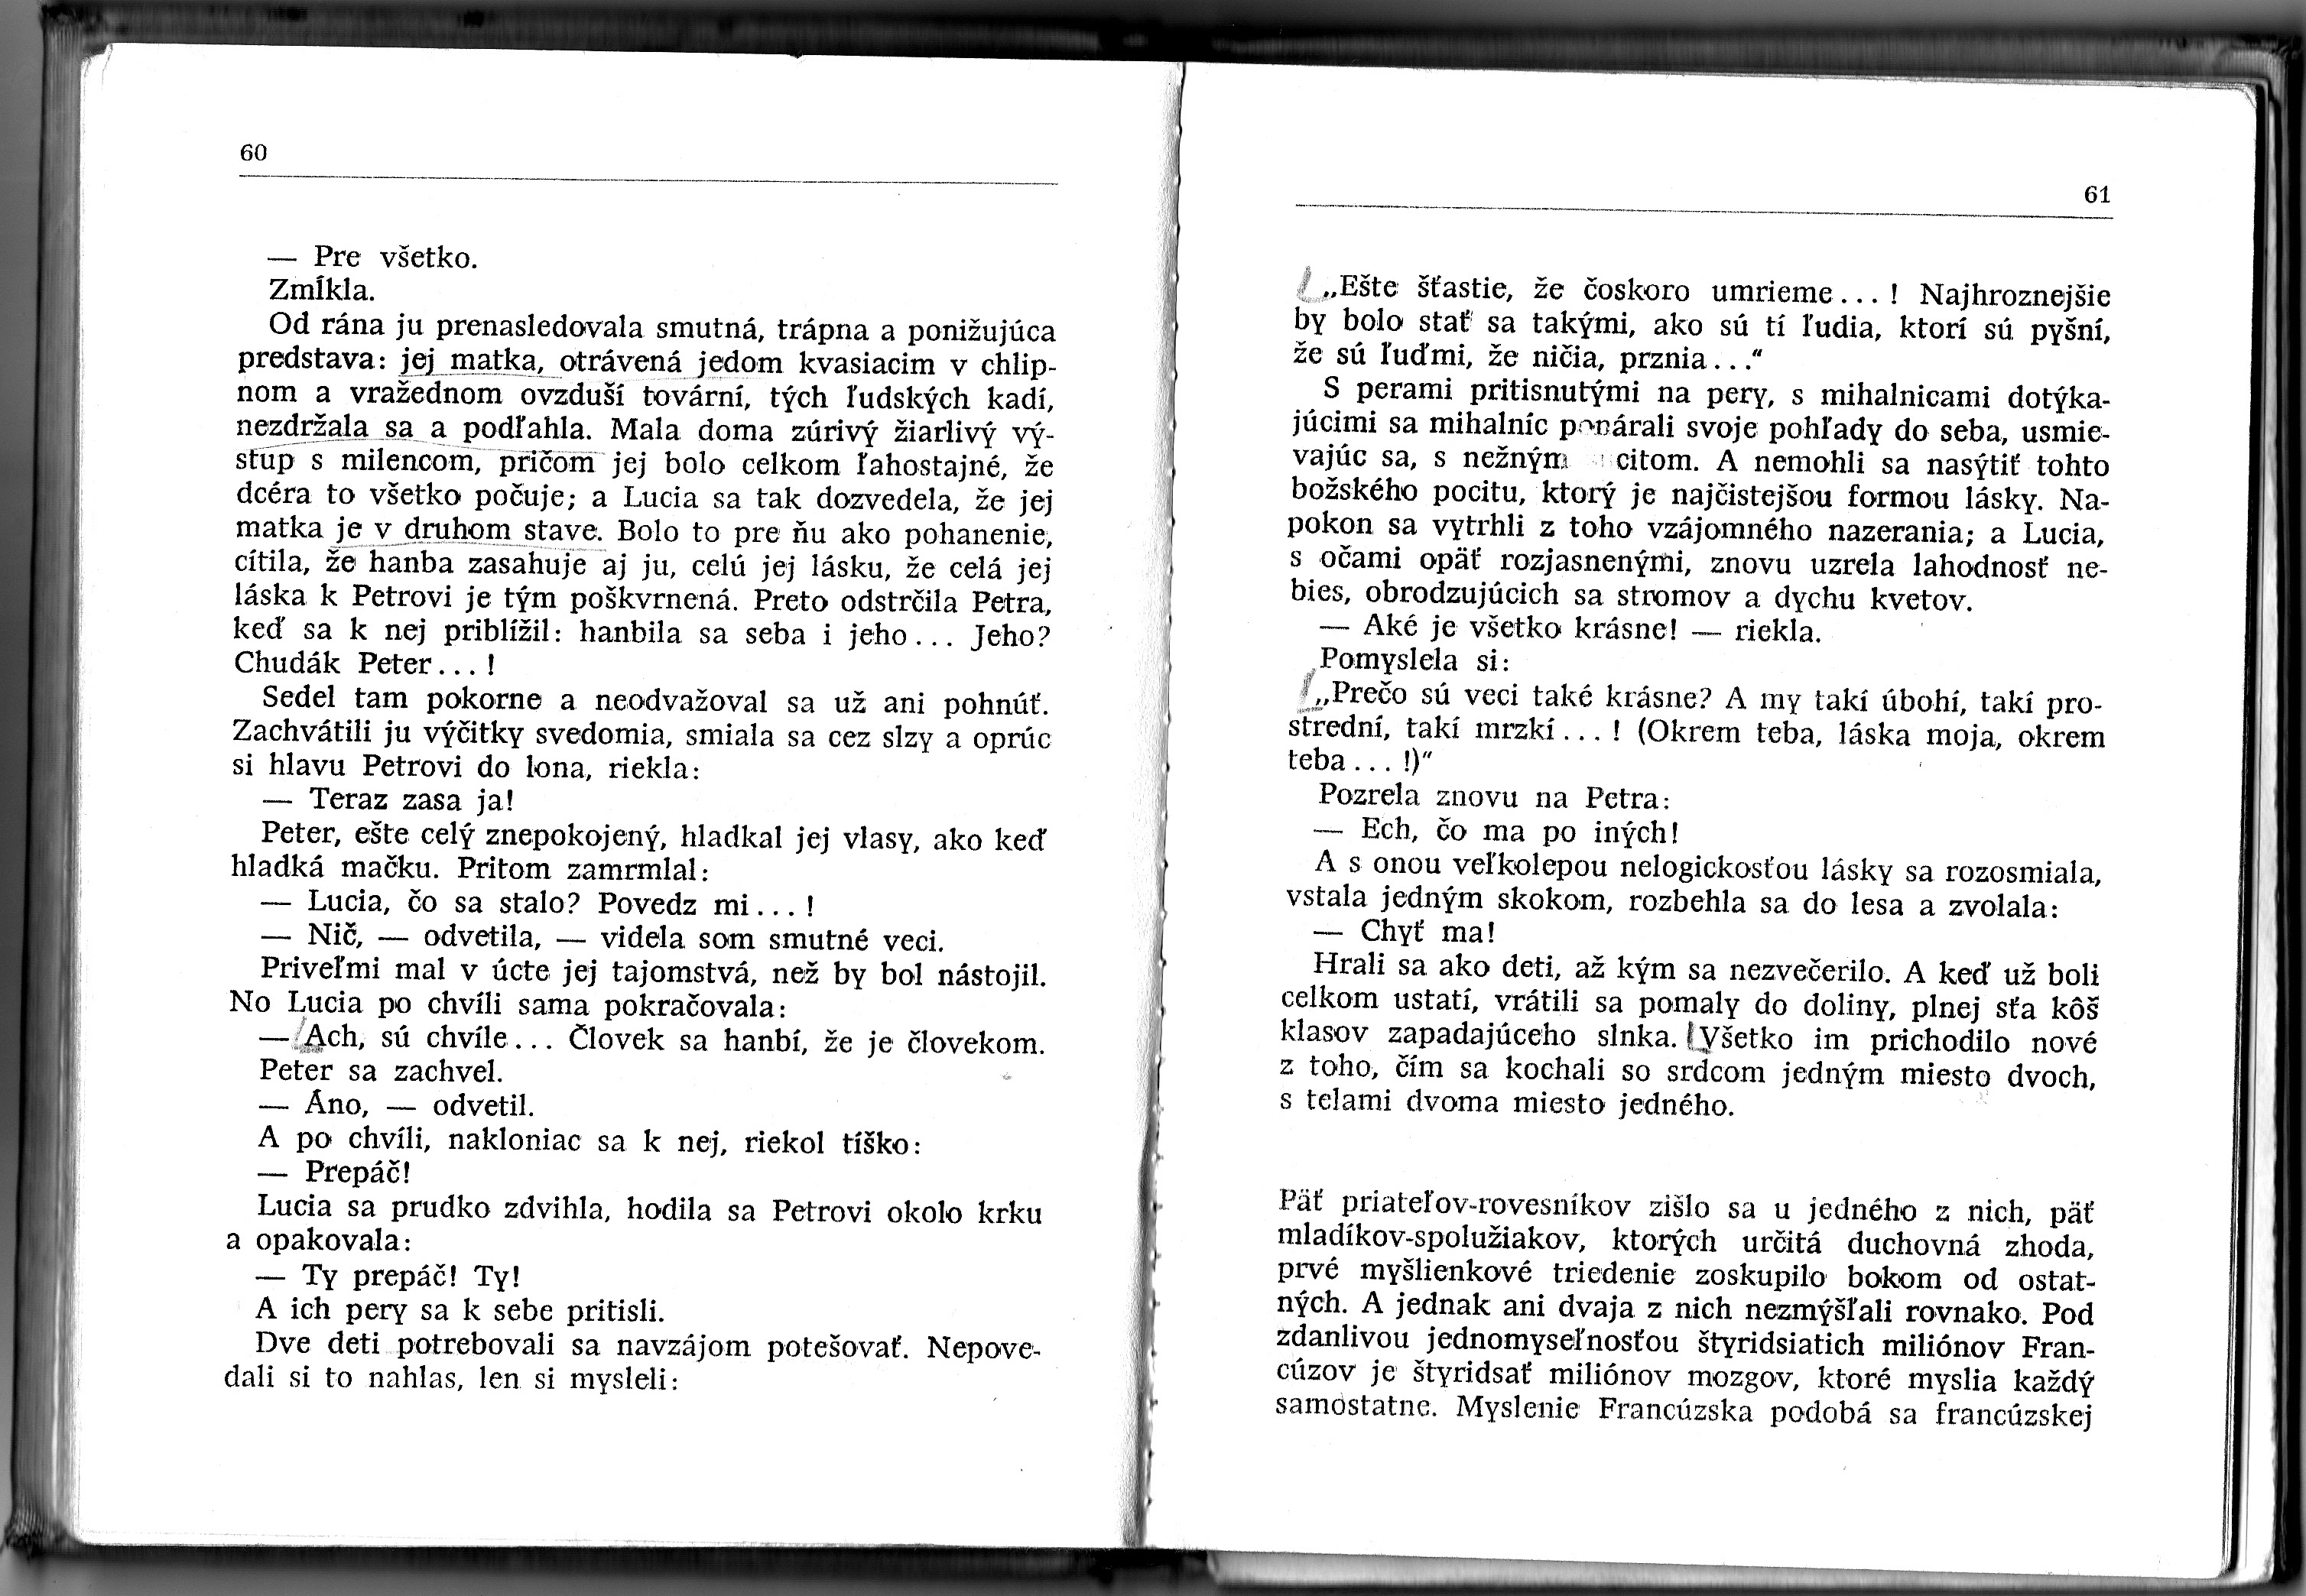 60
— Pre všetko.
Zmĺkla.
Od rána ju prenasledovala smutná, trápna a ponižujúca
predstava: jej matka, otrávená jedom kvasiacim v chlip-
nom a vražednom ovzduší tovární, tých ľudských kadí,
nezdržala sa a podľahla. Mala doma zúrivý žiarlivý vý-
stup s milencom, pričom jej bolo celkom ľahostajné, že
dcéra to všetko počuje; a Lucia sa tak dozvedela, že jej
matka je v druhom stave. Bolo to pre ňu ako pohanenie,
cítila, že hanba zasahuje aj ju, celú jej lásku, že celá jej
láska k Petrovi je tým poškvrnená. Preto odstrčila Petra,
keď sa k nej priblížil: hanbila sa seba i jeho... Jeho?
Chudák Peter...!
Sedel tam pokorne a neodvažoval sa už ani pohnúť.
Zachvátili ju výčitky svedomia, smiala sa cez slzy a oprúc
si hlavu Petrovi do lona, riekla:
— Teraz zasa ja!
Peter, ešte celý znepokojený, hladkal jej vlasy, ako keď
hladká mačku. Pritom zamrmlal:
— Lucia, čo sa stalo? Povedz mi...!
— Nič, — odvetila, — videla som smutné veci.
Priveľmi mal v úcte jej tajomstvá, než by bol nástojil.
No Lucia po chvíli sama pokračovala:
— Ach, sú chvíle... Človek sa hanbí, že je človekom.
Peter sa zachvel.
— Áno, — odvetil.
A po chvíli, nakloniac sa k nej, riekol tíško:
— Prepáč!
Lucia sa prudko zdvihla, hodila sa Petrovi okolo krku
a opakovala:
— Ty prepáč! Ty!
A ich pery sa k sebe pritisli.
Dve deti potrebovali sa navzájom potešovať. Nepove-
dali si to nahlas, len si mysleli:
61
„Ešte šťastie, že čoskoro umrieme...! Najhroznejšie
by bolo stať sa takými, ako sú tí ľudia, ktorí sú pyšní,
že sú ľuďmi, že ničia, prznia...“
S perami pritisnutými na pery, s mihalnicami dotýka-
júcimi sa mihalníc ponárali svoje pohľady do seba, usmie-
vajúc sa, s nežným citom. A nemohli sa nasýtiť tohto
božského pocitu, ktorý je najčistejšou formou lásky. Na-
pokon sa vytrhli z toho vzájomného nazerania; a Lucia,
s očami opäť rozjasnenými, znovu uzrela lahodnosť ne-
bies, obrodzujúcich sa stromov a dychu kvetov.
— Aké je všetko krásne! — riekla.
Pomyslela si:
„Prečo sú veci také krásne? A my takí úbohí, takí pro-
strední, takí mrzkí...! (Okrem teba, láska moja, okrem
teba...!)“
Pozrela znovu na Petra:
— Ech, čo ma po iných!
A s onou veľkolepou nelogickosťou lásky sa rozosmiala,
vstala jedným skokom, rozbehla sa do lesa a zvolala:
— Chyť ma!
Hrali sa ako deti, až kým sa nezvečerilo. A keď už boli
celkom ustatí, vrátili sa pomaly do doliny, plnej sťa kôš
klasov zapadajúceho slnka. Všetko im prichodilo nové
z toho, čím sa kochali so srdcom jedným miesto dvoch,
s telami dvoma miesto jedného.
Päť priateľov-rovesníkov zišlo sa u jedného z nich, päť
mladíkov-spolužiakov, ktorých určitá duchovná zhoda,
prvé myšlienkové triedenie zoskupilo bokom od ostat-
ných. A jednak ani dvaja z nich nezmýšľali rovnako. Pod
zdanlivou jednomyseľnosťou štyridsiatich miliónov Fran-
cúzov je štyridsať miliónov mozgov, ktoré myslia každý
samostatne. Myslenie Francúzska podobá sa francúzskej